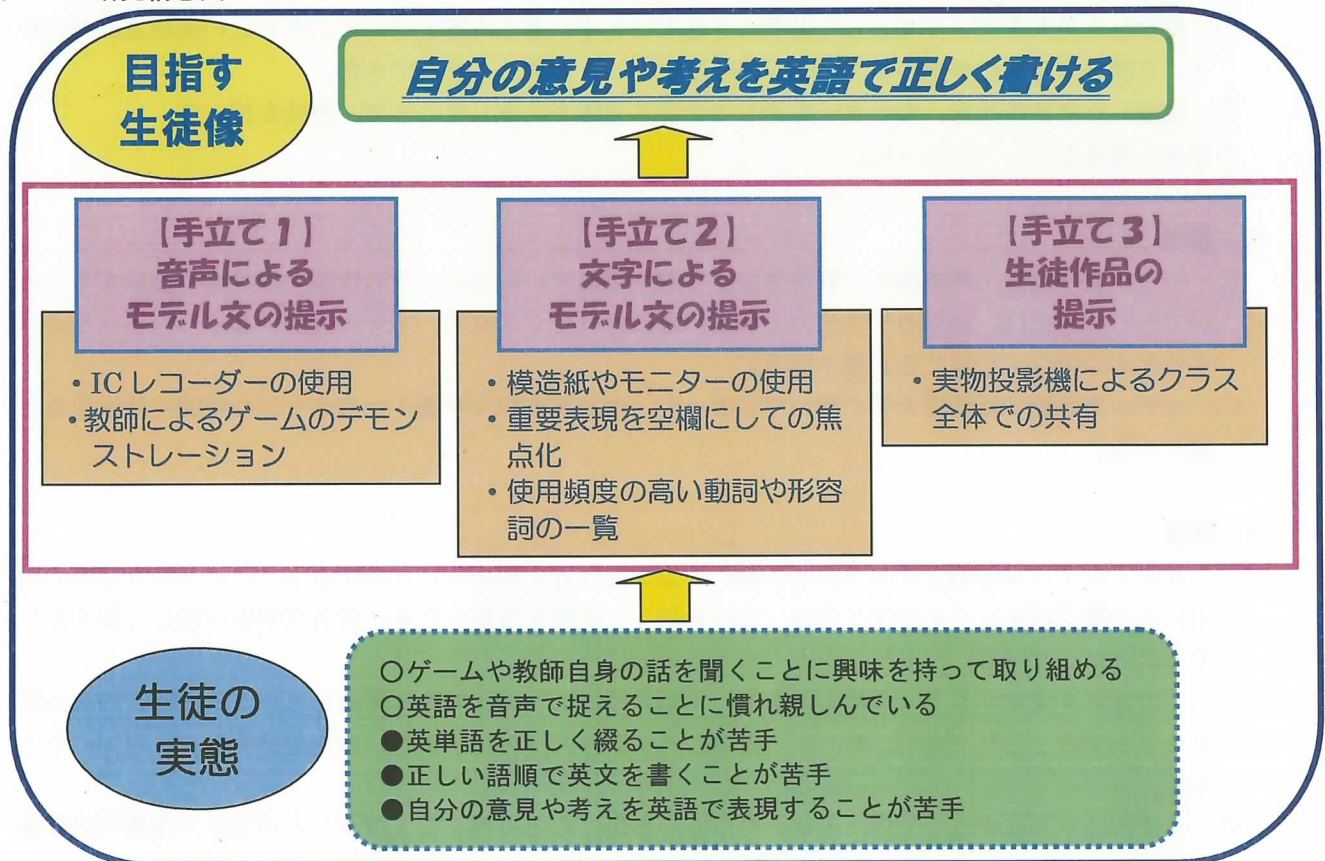 目指す
生徒像
自分の意見や考えを英語で正しく書ける
【手立て1】
音声による
モデル文の提示
・ICレコーダーの使用
・教師によるゲームのデモン
ストレーション
【手立て2】
文字による
モデル文の提示
・模造紙やモニターの使用
・重要表現を空欄にしての焦
点化
・使用頻度の高い動詞や形容
詞の一覧
【手立て3】
生徒作品の
提示
・実物投影機によるクラス
全体での共有
生徒の
実態
○ゲームや教師自身の話を聞くことに興味を持って取り組める
○英語を音声で捉えることに慣れ親しんでいる
●英単語を正しく綴ることが苦手
●正しい語順で英文を書くことが苦手
●自分の意見や考えを英語で表現することが苦手